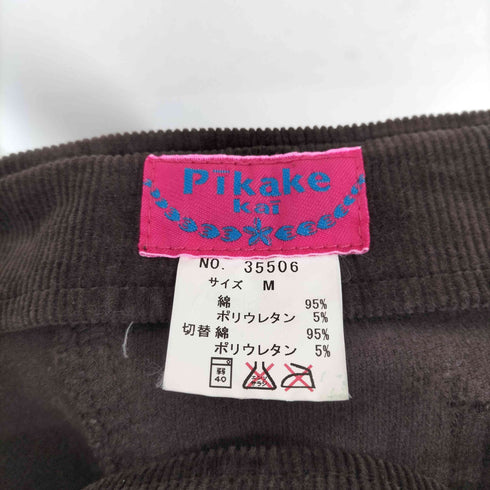 Pikake
Kai
NO. 35506
サイズ M
綿 95%
ポリウレタン 5%
切替 綿 95%
ポリウレタン 5%
弱
40